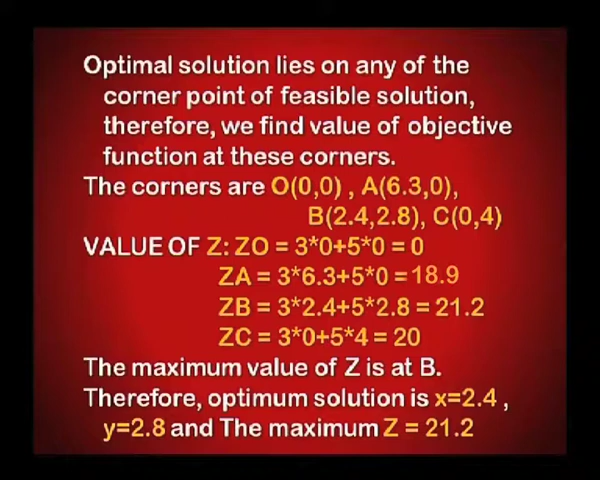 Optimal solution lies on any of the
corner point of feasible solution,
therefore, we find value of objective
function at these corners.
The corners are O(0,0) , A(6.3,0),
B(2.4,2.8), C(0,4)
VALUE OF Z: ZO = 3*0+5*0 = 0
ZA = 3*6.3+5*0 = 18.9
ZB = 3*2.4+5*2.8 = 21.2
ZC = 3*0+5*4 = 20
The maximum value of Z is at B.
Therefore, optimum solution is x=2.4 ,
y=2.8 and The maximum Z = 21.2